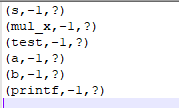 (s,-1,?)
(mul_x,-1,?)
(test,-1,?)
(a,-1,?)
(b,-1,?)
(printf,-1,?)